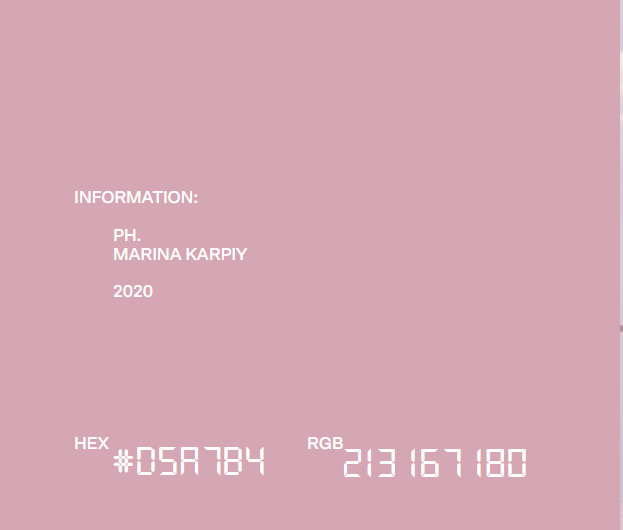 INFORMATION:
PH.
MARINA KARPIY
2020
HEX #D5A7B4 RGB 213 167 180